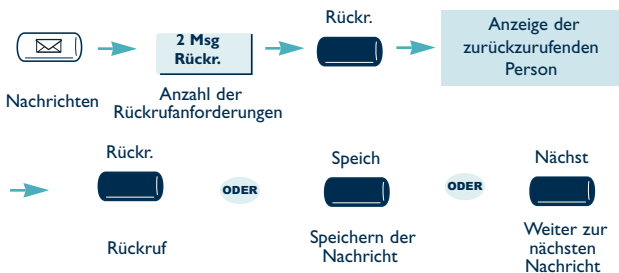 Rückr.
2 Msg
Rückr.
Anzeige der
zurückzurufenden
Person
Nachrichten
Anzahl der
Rückrufanforderungen
Rückr.
ODER
Speich
ODER
Nächst
Rückruf
Speichern der
Nachricht
Weiter zur
nächsten
Nachricht